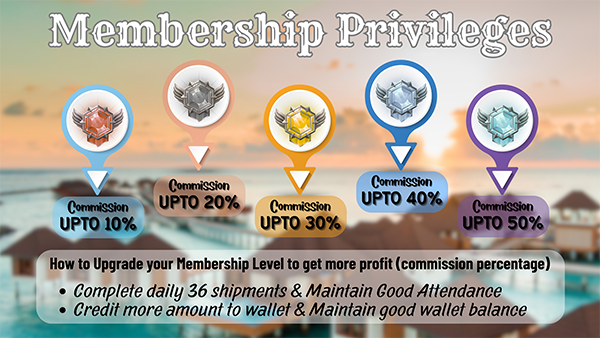 Membership Privileges
Commission
UPTO 10%
Commission
UPTO 20%
Commission
UPTO 30%
Commission
UPTO 40%
Commission
UPTO 50%
How to Upgrade your Membership Level to get more profit (commission percentage)
• Complete daily 36 shipments & Maintain Good Attendance
• Credit more amount to wallet & Maintain good wallet balance